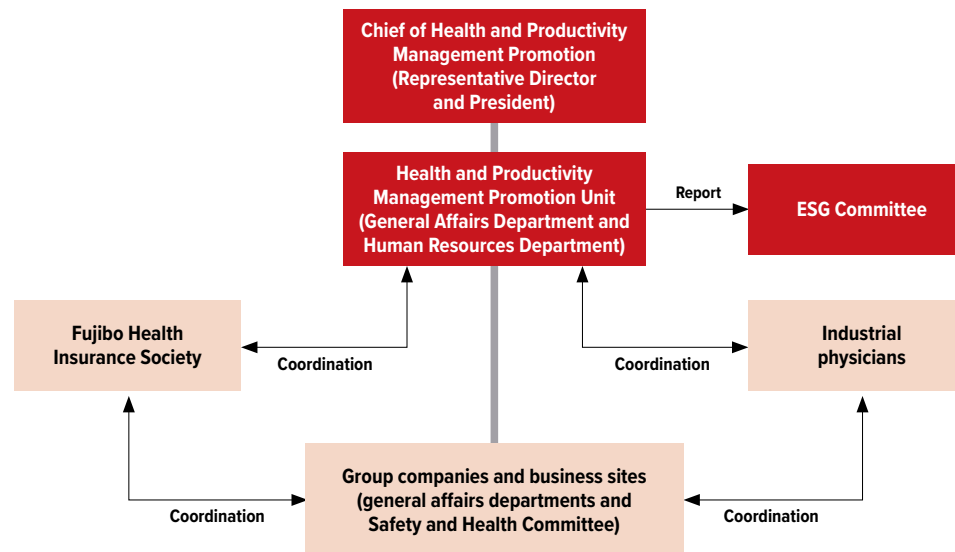 Chief of Health and Productivity
Management Promotion
(Representative Director
and President)
Health and Productivity
Management Promotion Unit
(General Affairs Department and
Human Resources Department)
Report
ESG Committee
Fujibo Health
Insurance Society
Coordination
Coordination
Industrial
physicians
Group companies and business sites
(general affairs departments and
Safety and Health Committee)
Coordination
Coordination